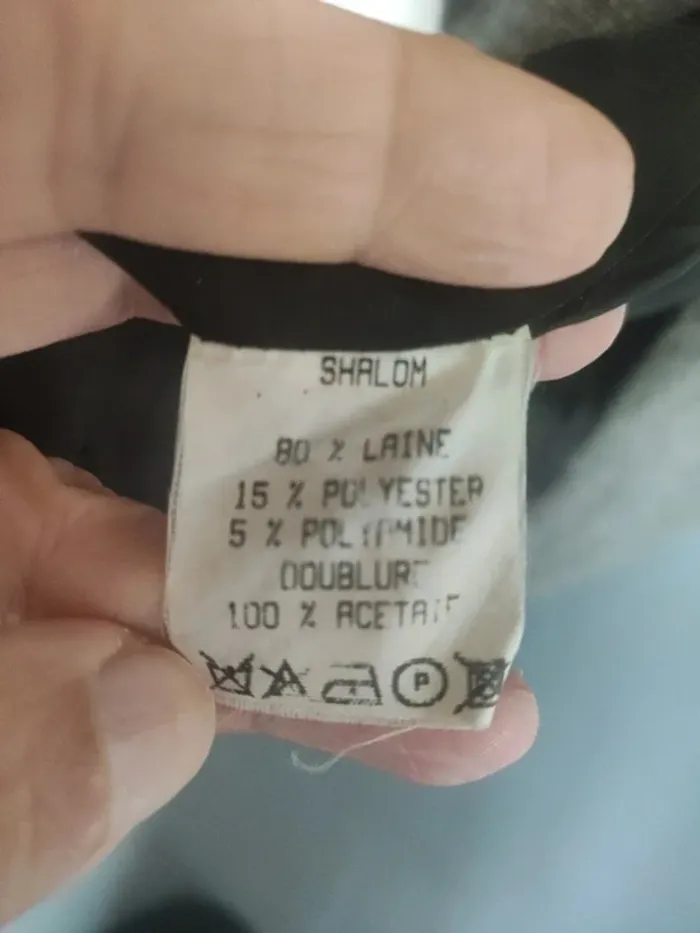 SHALOM
80 % LAINE
15 % POLYESTER
5 % POLYAMIDE
DOUBLURE
100 % ACETATE
P